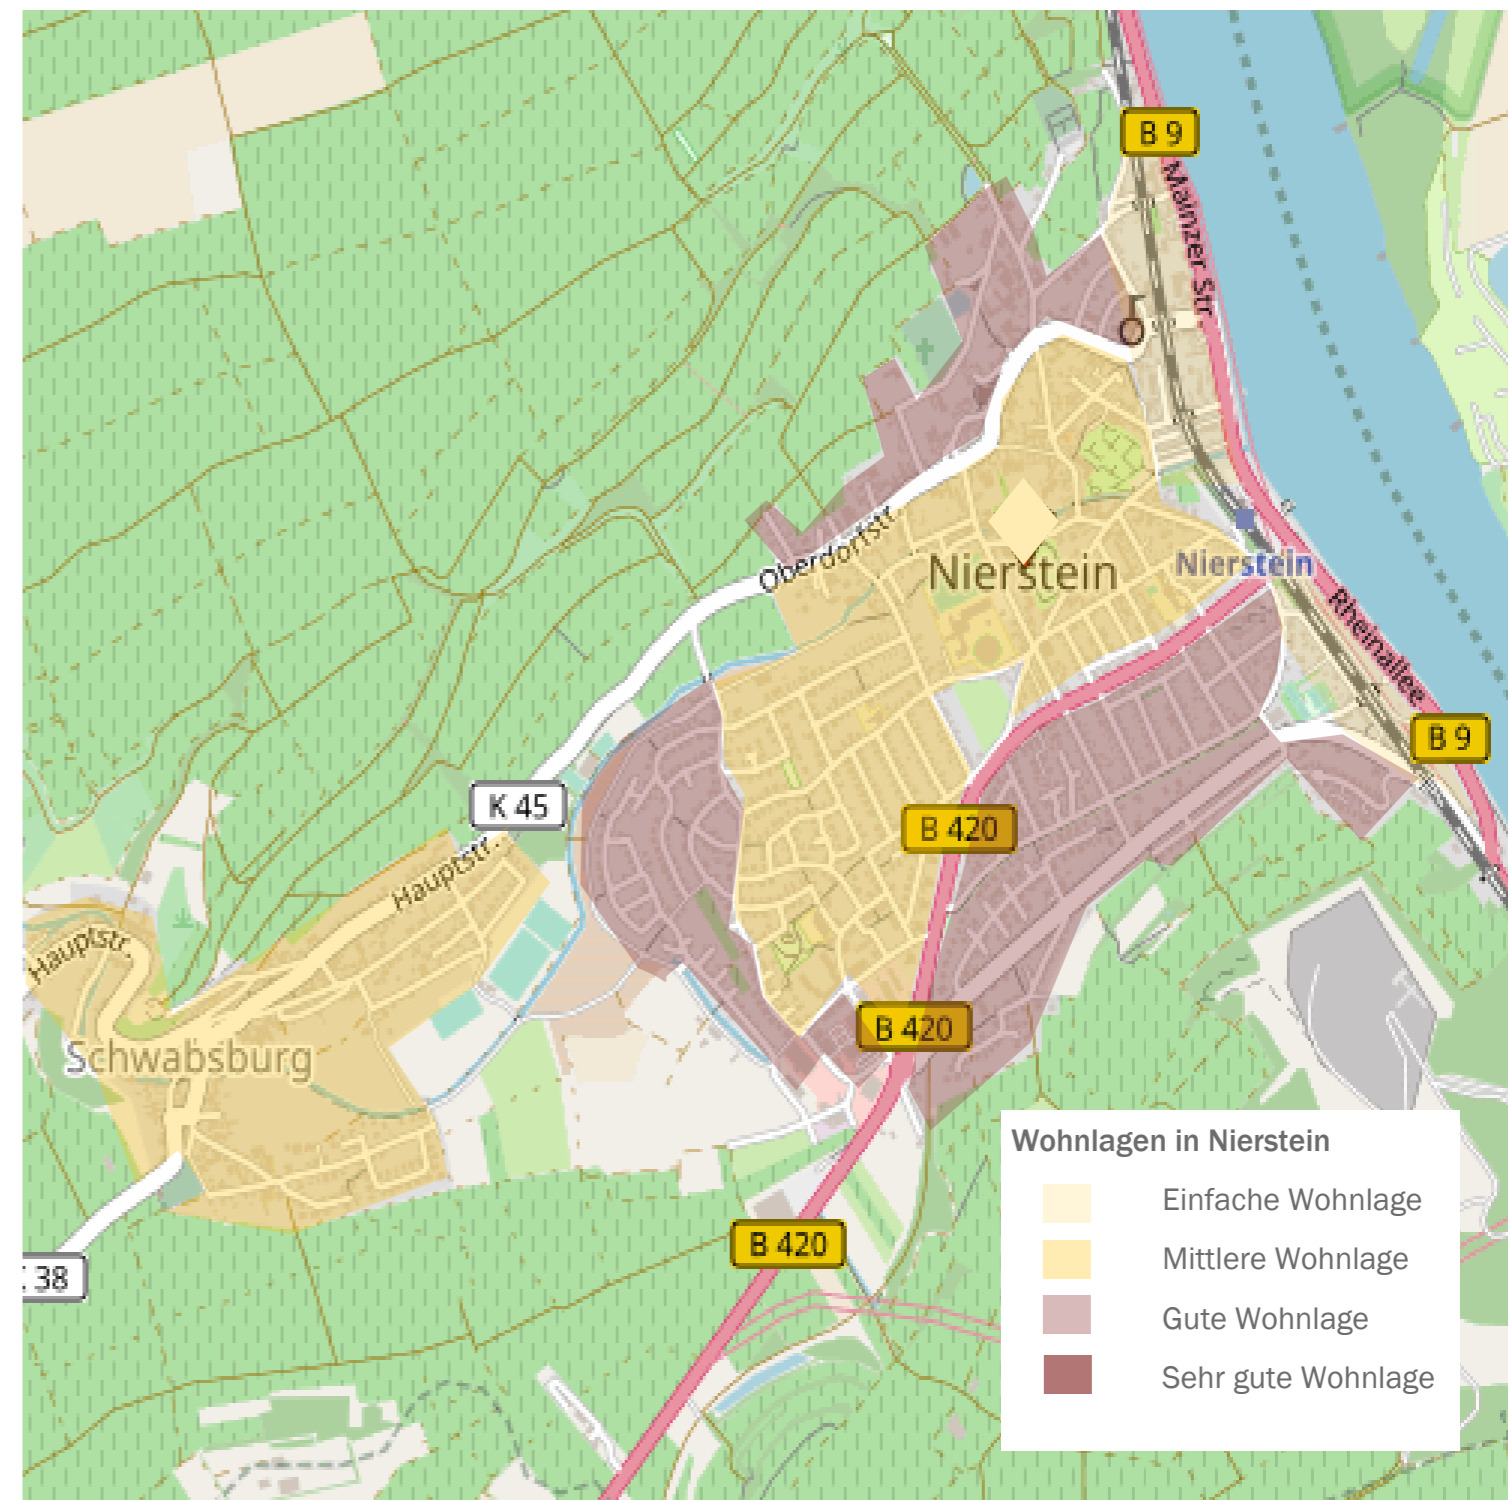 B 9
Mainzer Str.
Oberdorfstr.
Nierstein
Nierstein
Rheinallee
B 9
K 45
B 420
Hauptstr.
Hauptstr.
B 420
Schwabsburg
Wohnlagen in Nierstein
Einfache Wohnlage
B 420
Mittlere Wohnlage
38
Gute Wohnlage
Sehr gute Wohnlage